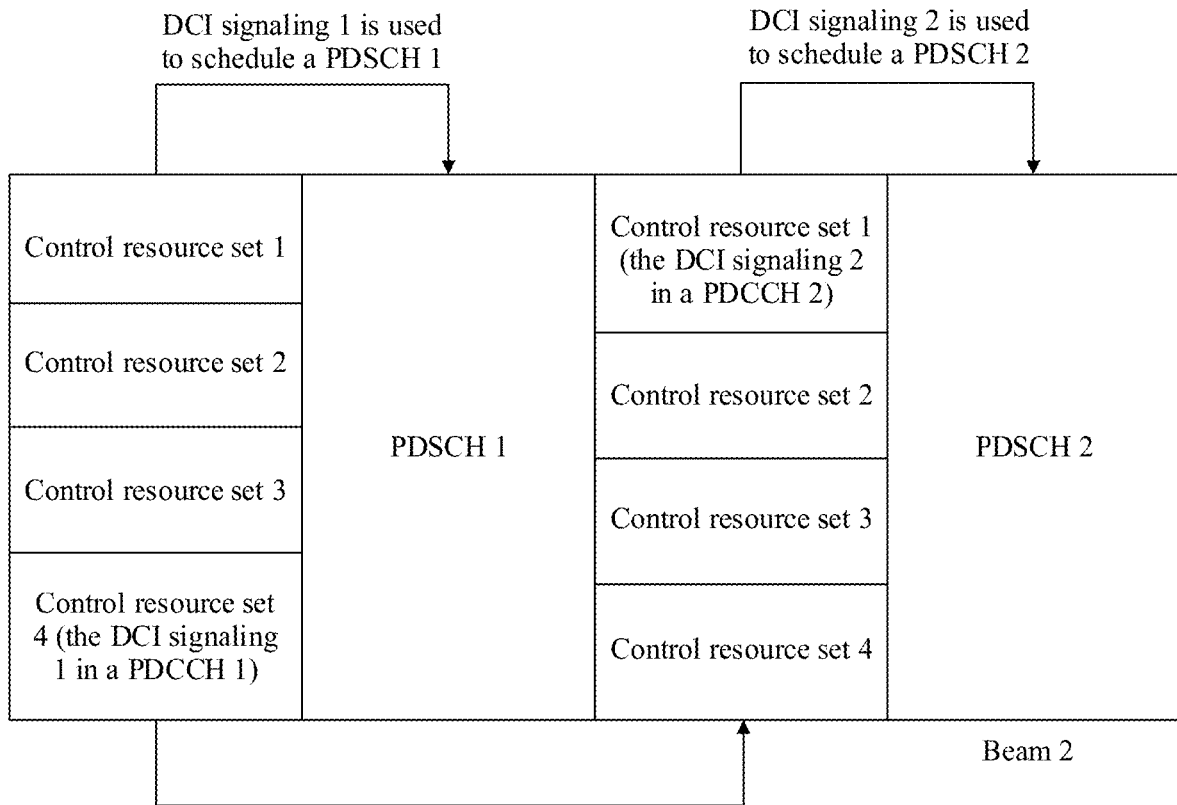 DCI signaling 1 is used
to schedule a PDSCH 1
DCI signaling 2 is used
to schedule a PDSCH 2
Control resource set 1
Control resource set 2
Control resource set 3
Control resource set
4 (the DCI signaling
1 in a PDCCH 1)
PDSCH 1
Control resource set 1
(the DCI signaling 2
in a PDCCH 2)
Control resource set 2
Control resource set 3
Control resource set 4
PDSCH 2
Beam 2